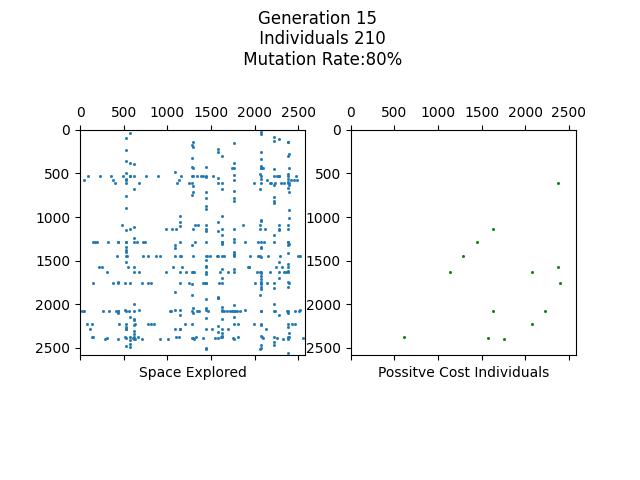 Generation 15
Individuals 210
Mutation Rate:80%
0 500 1000 1500 2000 2500
0 500 1000 1500 2000 2500
0
500
1000
1500
2000
2500
0
500
1000
1500
2000
2500
Space Explored
Possitve Cost Individuals